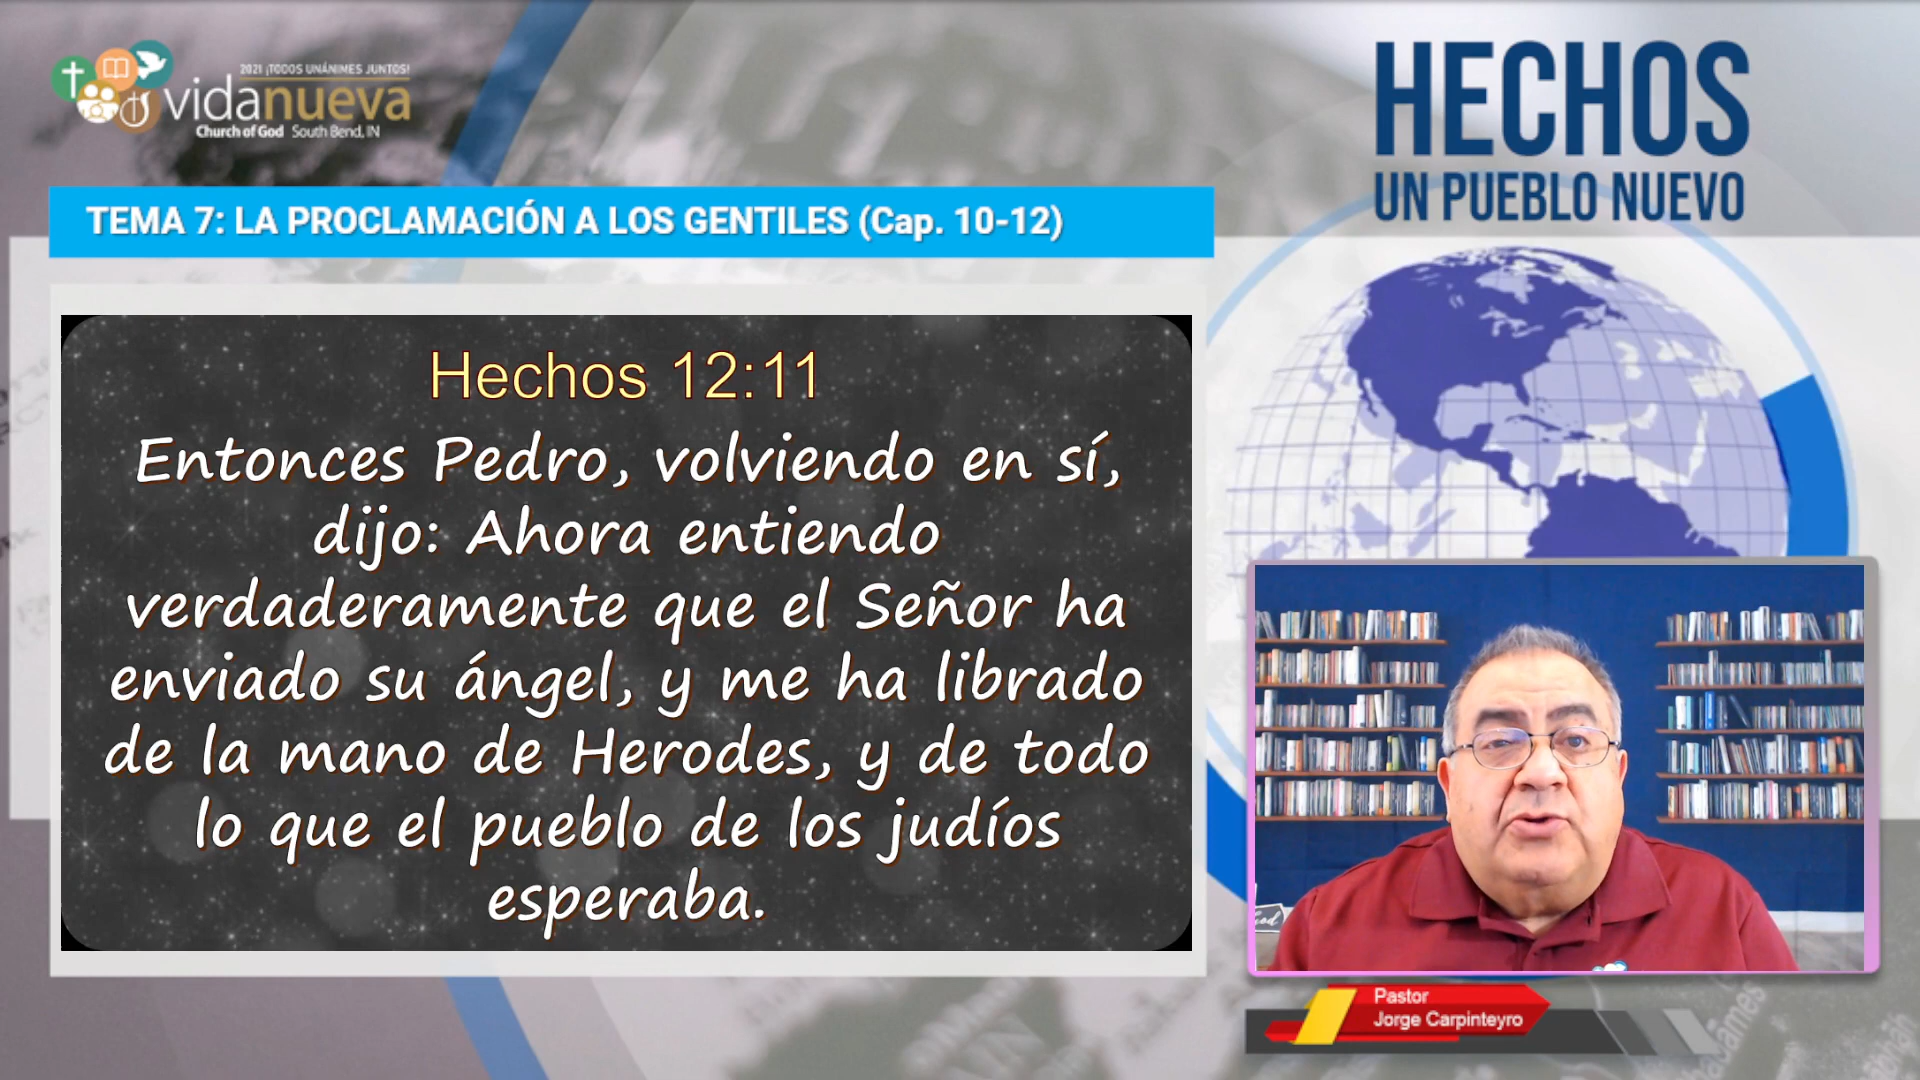 2021 ¡TODOS UNÁNIMES JUNTOS!
vidanueva
Church of God South Bend, IN
HECHOS
UN PUEBLO NUEVO
TEMA 7: LA PROCLAMACIÓN A LOS GENTILES (Cap. 10-12)
Hechos 12:11
Entonces Pedro, volviendo en sí,
dijo: Ahora entiendo
verdaderamente que el Señor ha
enviado su ángel, y me ha librado
de la mano de Herodes, y de todo
lo que el pueblo de los judíos
esperaba.
Pastor
Jorge Carpinteyro